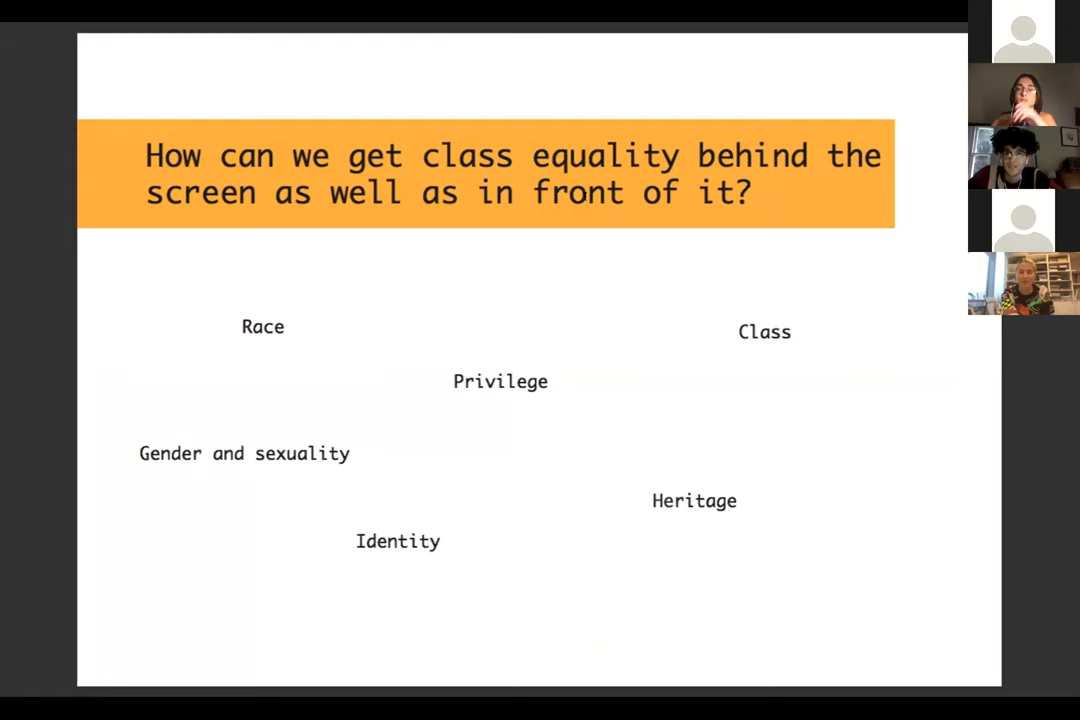 How can we get class equality behind the
screen as well as in front of it?
Race
Class
Privilege
Gender and sexuality
Heritage
Identity